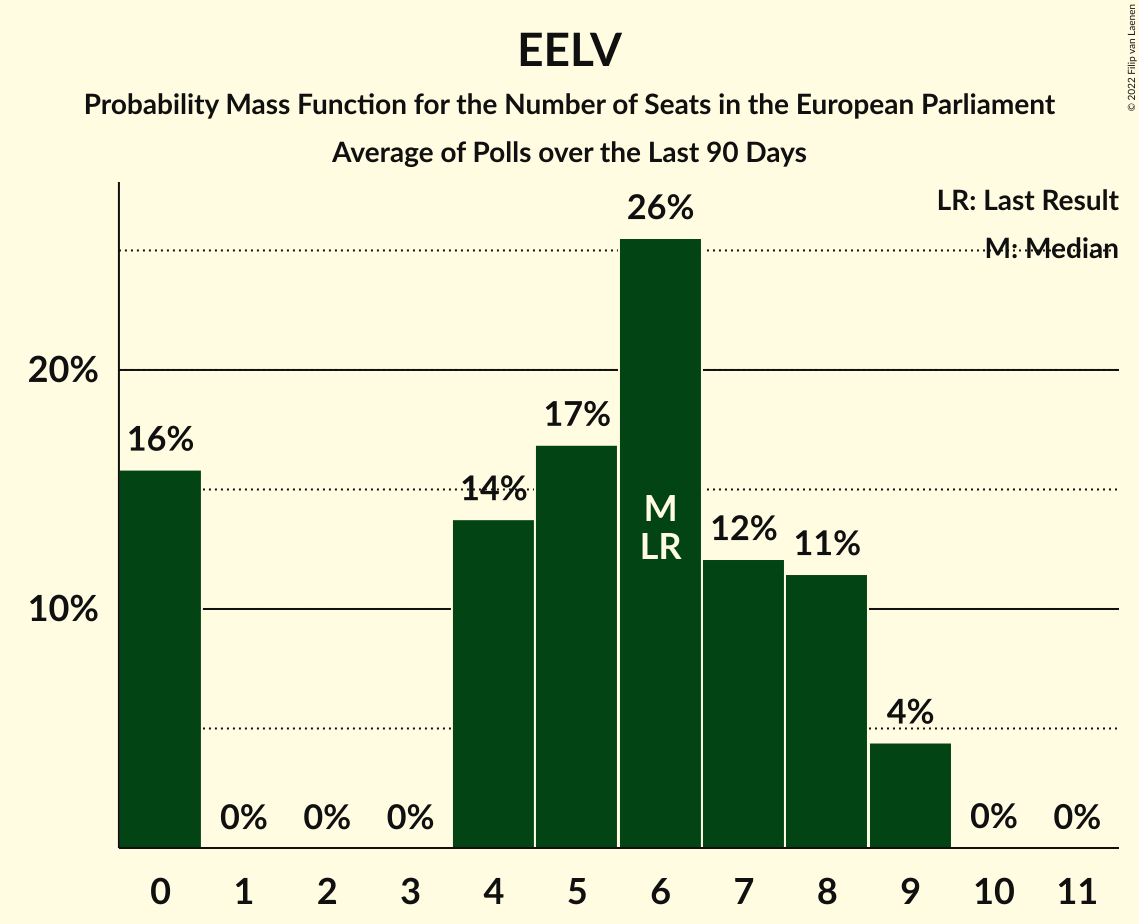 EELV
Probability Mass Function for the Number of Seats in the European Parliament
Average of Polls over the Last 90 Days
© 2022 Filip van Laenen
LR: Last Result
M: Median
20%
10%
16%
0%
0%
0%
14%
17%
26%
12%
11%
4%
0%
0%
M
LR
0 1 2 3 4 5 6 7 8 9 10 11